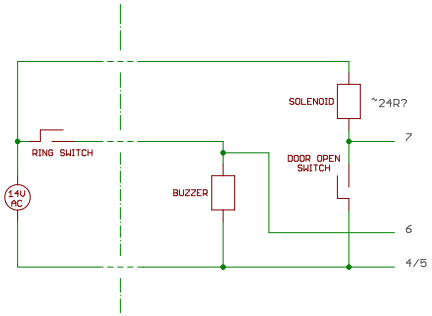 SOLENOID
~24R?
7
RING SWITCH
DOOR OPEN
SWITCH
14V
AC
BUZZER
6
4/5